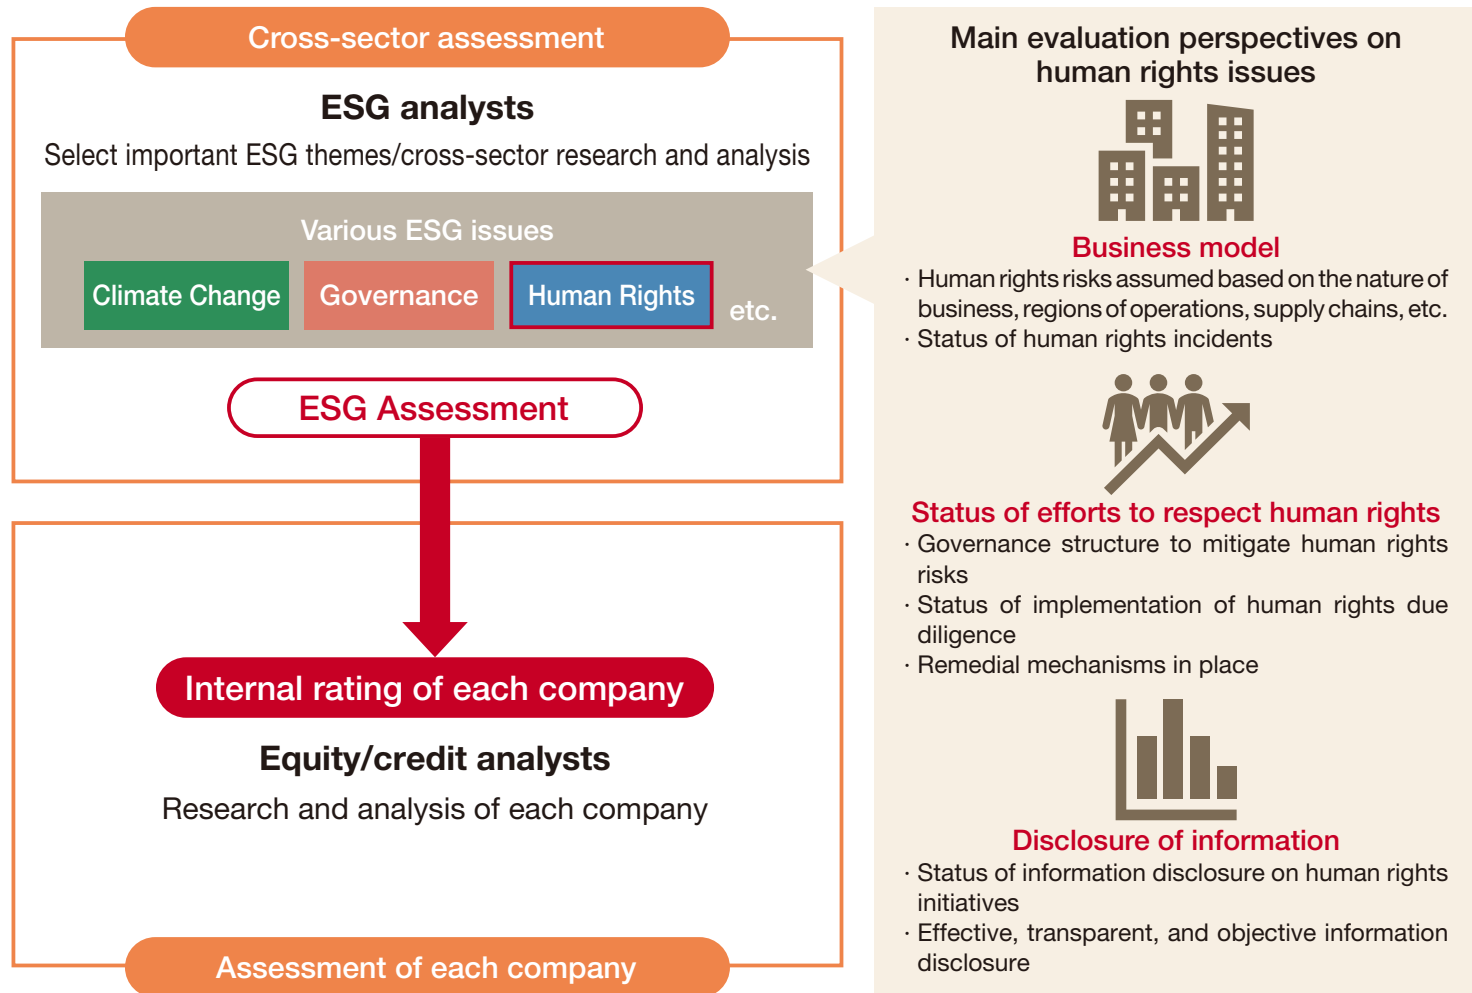 Cross-sector assessment
ESG analysts
Select important ESG themes/cross-sector research and analysis
Various ESG issues
Climate Change
Governance
Human Rights
etc.
ESG Assessment
Internal rating of each company
Equity/credit analysts
Research and analysis of each company
Assessment of each company
Main evaluation perspectives on
human rights issues
Business model
· Human rights risks assumed based on the nature of
business, regions of operations, supply chains, etc.
· Status of human rights incidents
Status of efforts to respect human rights
· Governance structure to mitigate human rights
risks
· Status of implementation of human rights due
diligence
· Remedial mechanisms in place
Disclosure of information
· Status of information disclosure on human rights
initiatives
· Effective, transparent, and objective information
disclosure